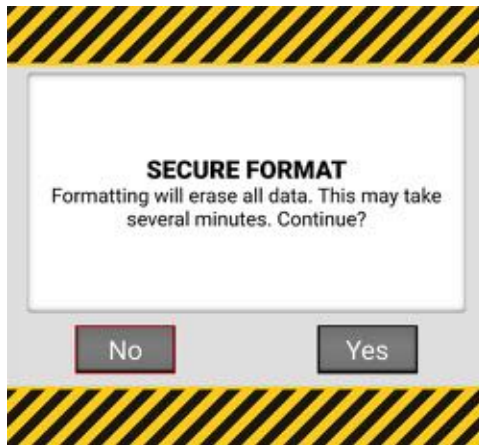 SECURE FORMAT
Formatting will erase all data. This may take
several minutes. Continue?
No
Yes